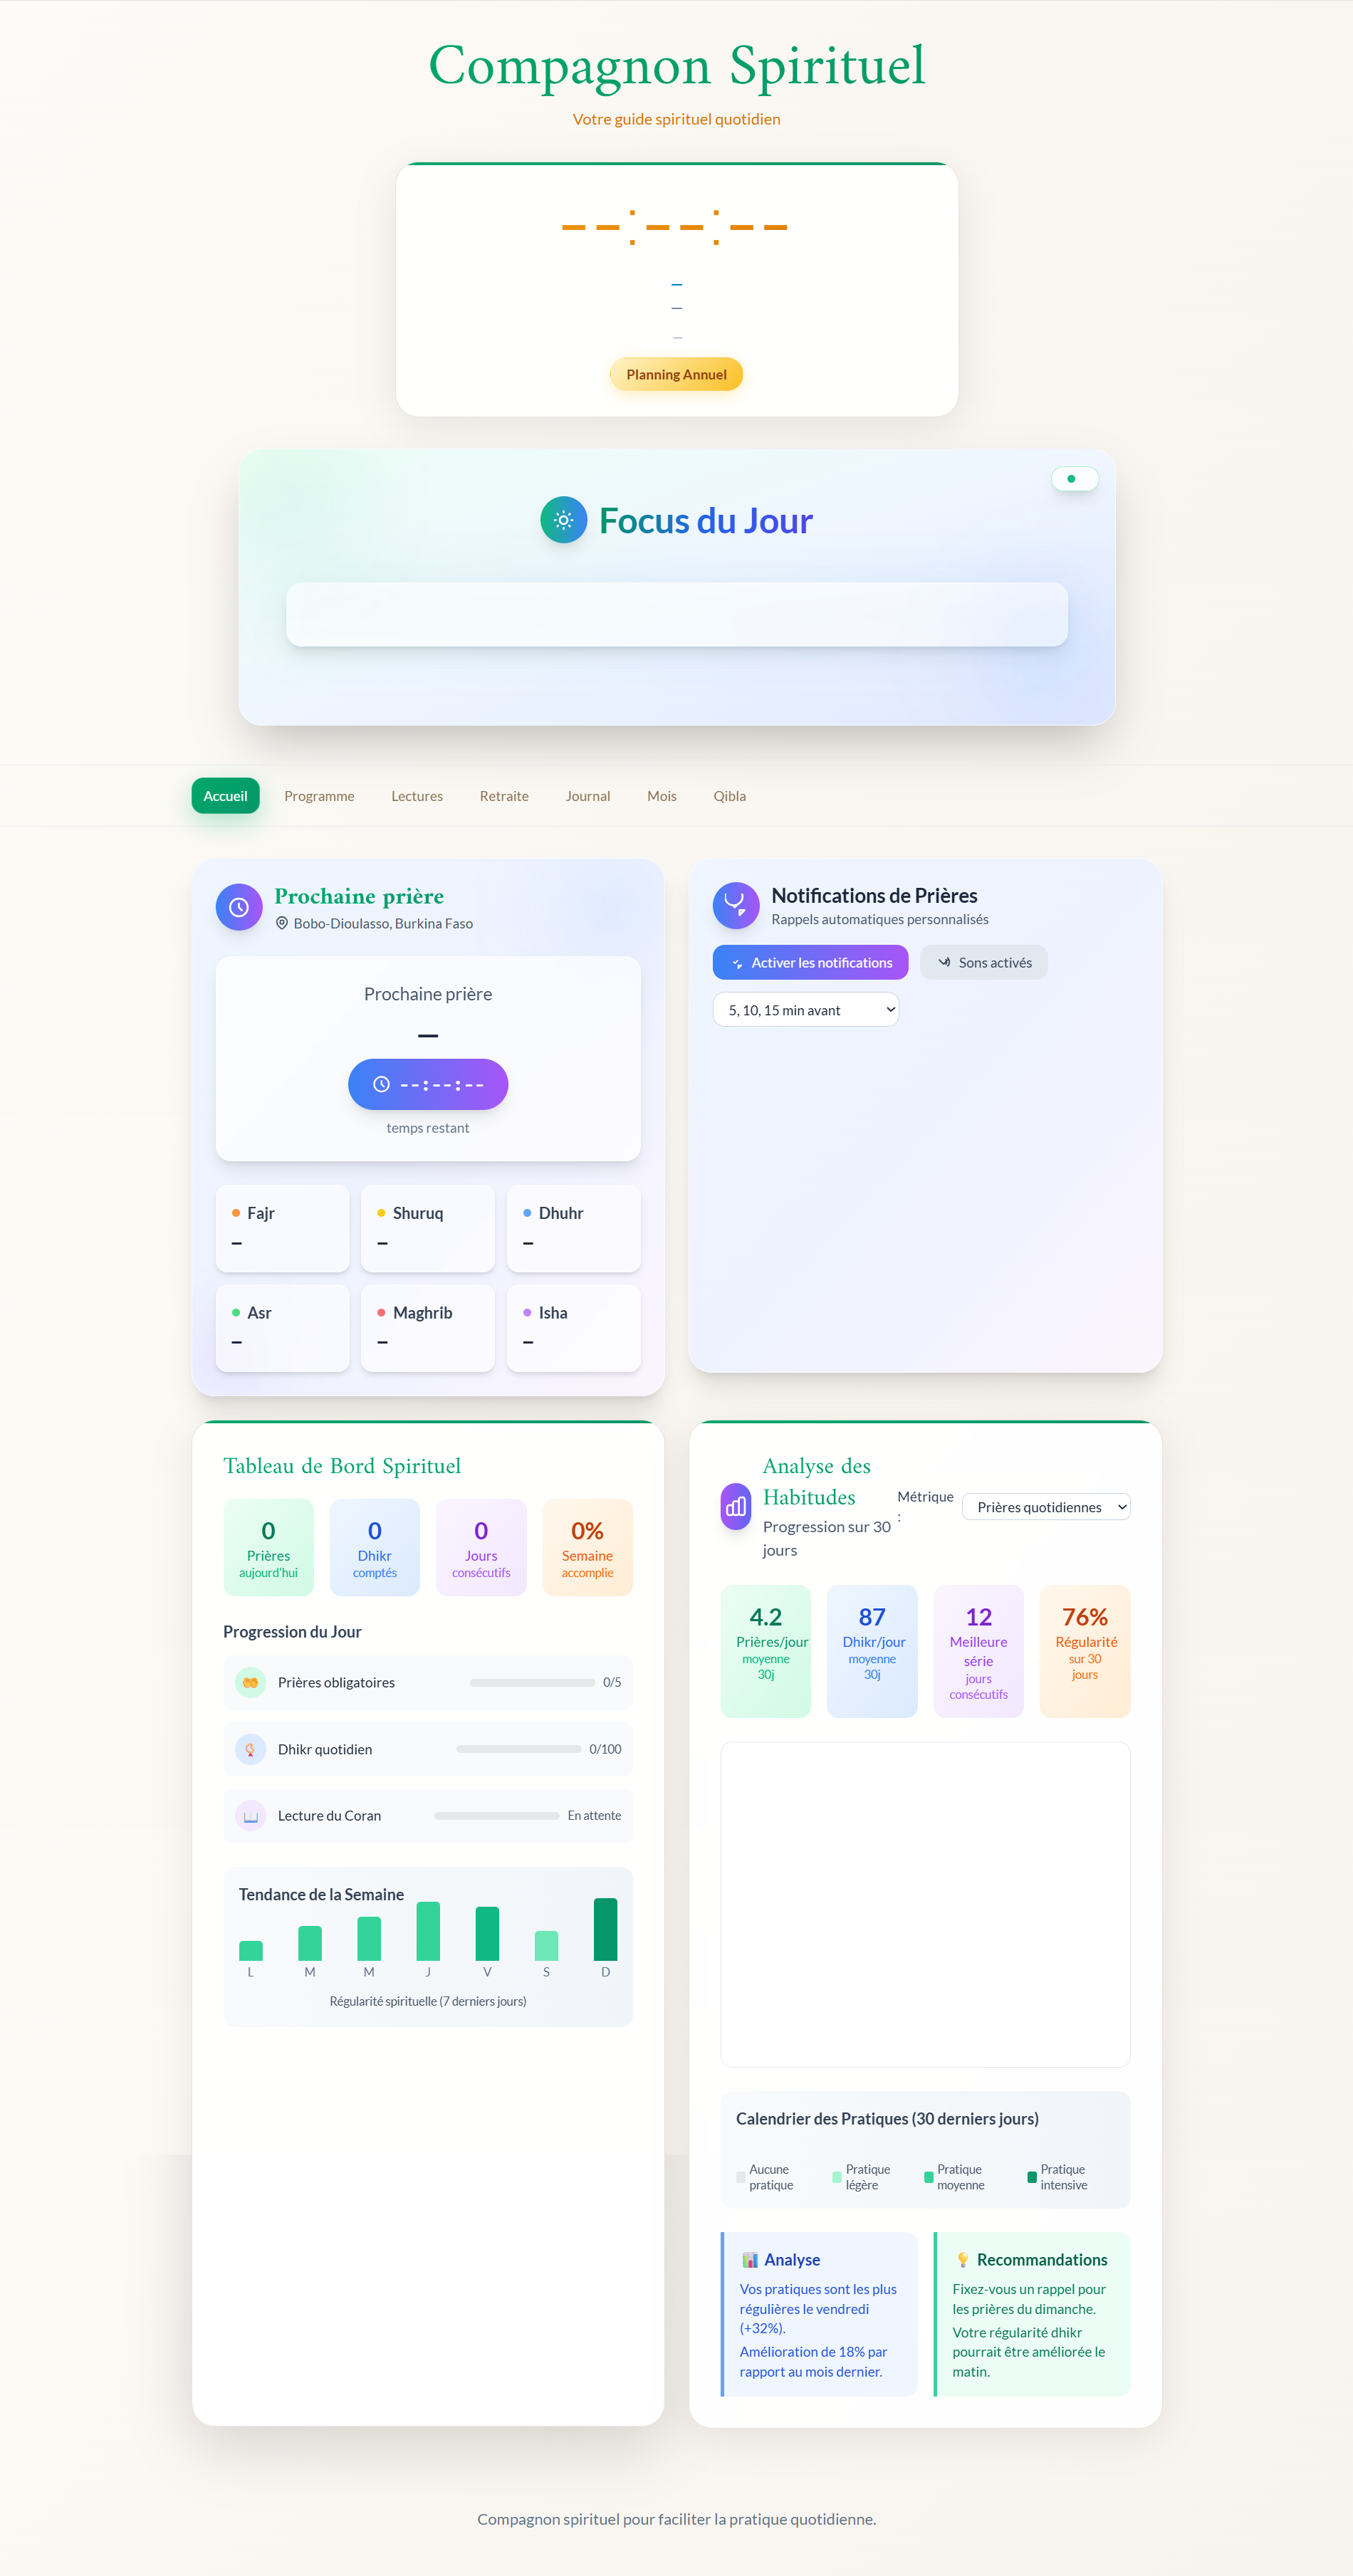 Compagnon Spirituel
Votre guide spirituel quotidien
--:--:--
—
—
—
Planning Annuel
Focus du Jour
Accueil
Programme
Lectures
Retraite
Journal
Mois
Qibla
Prochaine prière
Bobo-Dioulasso, Burkina Faso
Prochaine prière
—
--:--:--
temps restant
Fajr
–
Shuruq
–
Dhuhr
–
Asr
–
Maghrib
–
Isha
–
Notifications de Prières
Rappels automatiques personnalisés
Activer les notifications
Sons activés
5, 10, 15 min avant
Tableau de Bord Spirituel
0
Prières
aujourd'hui
0
Dhikr
comptés
0
Jours
consécutifs
0%
Semaine
accomplie
Progression du Jour
Prières obligatoires
0/5
Dhikr quotidien
0/100
Lecture du Coran
En attente
Tendance de la Semaine
L M M J V S D
Régularité spirituelle (7 derniers jours)
Analyse des
Habitudes
Progression sur 30
jours
Métrique
:
Prières quotidiennes
4.2
Prières/jour
moyenne
30j
87
Dhikr/jour
moyenne
30j
12
Meilleure
série
jours
consécutifs
76%
Régularité
sur 30
jours
Calendrier des Pratiques (30 derniers jours)
Aucune
pratique
Pratique
légère
Pratique
moyenne
Pratique
intensive
📊 Analyse
Vos pratiques sont les plus
régulières le vendredi
(+32%).
Amélioration de 18% par
rapport au mois dernier.
💡 Recommandations
Fixez-vous un rappel pour
les prières du dimanche.
Votre régularité dhikr
pourrait être améliorée le
matin.
Compagnon spirituel pour faciliter la pratique quotidienne.